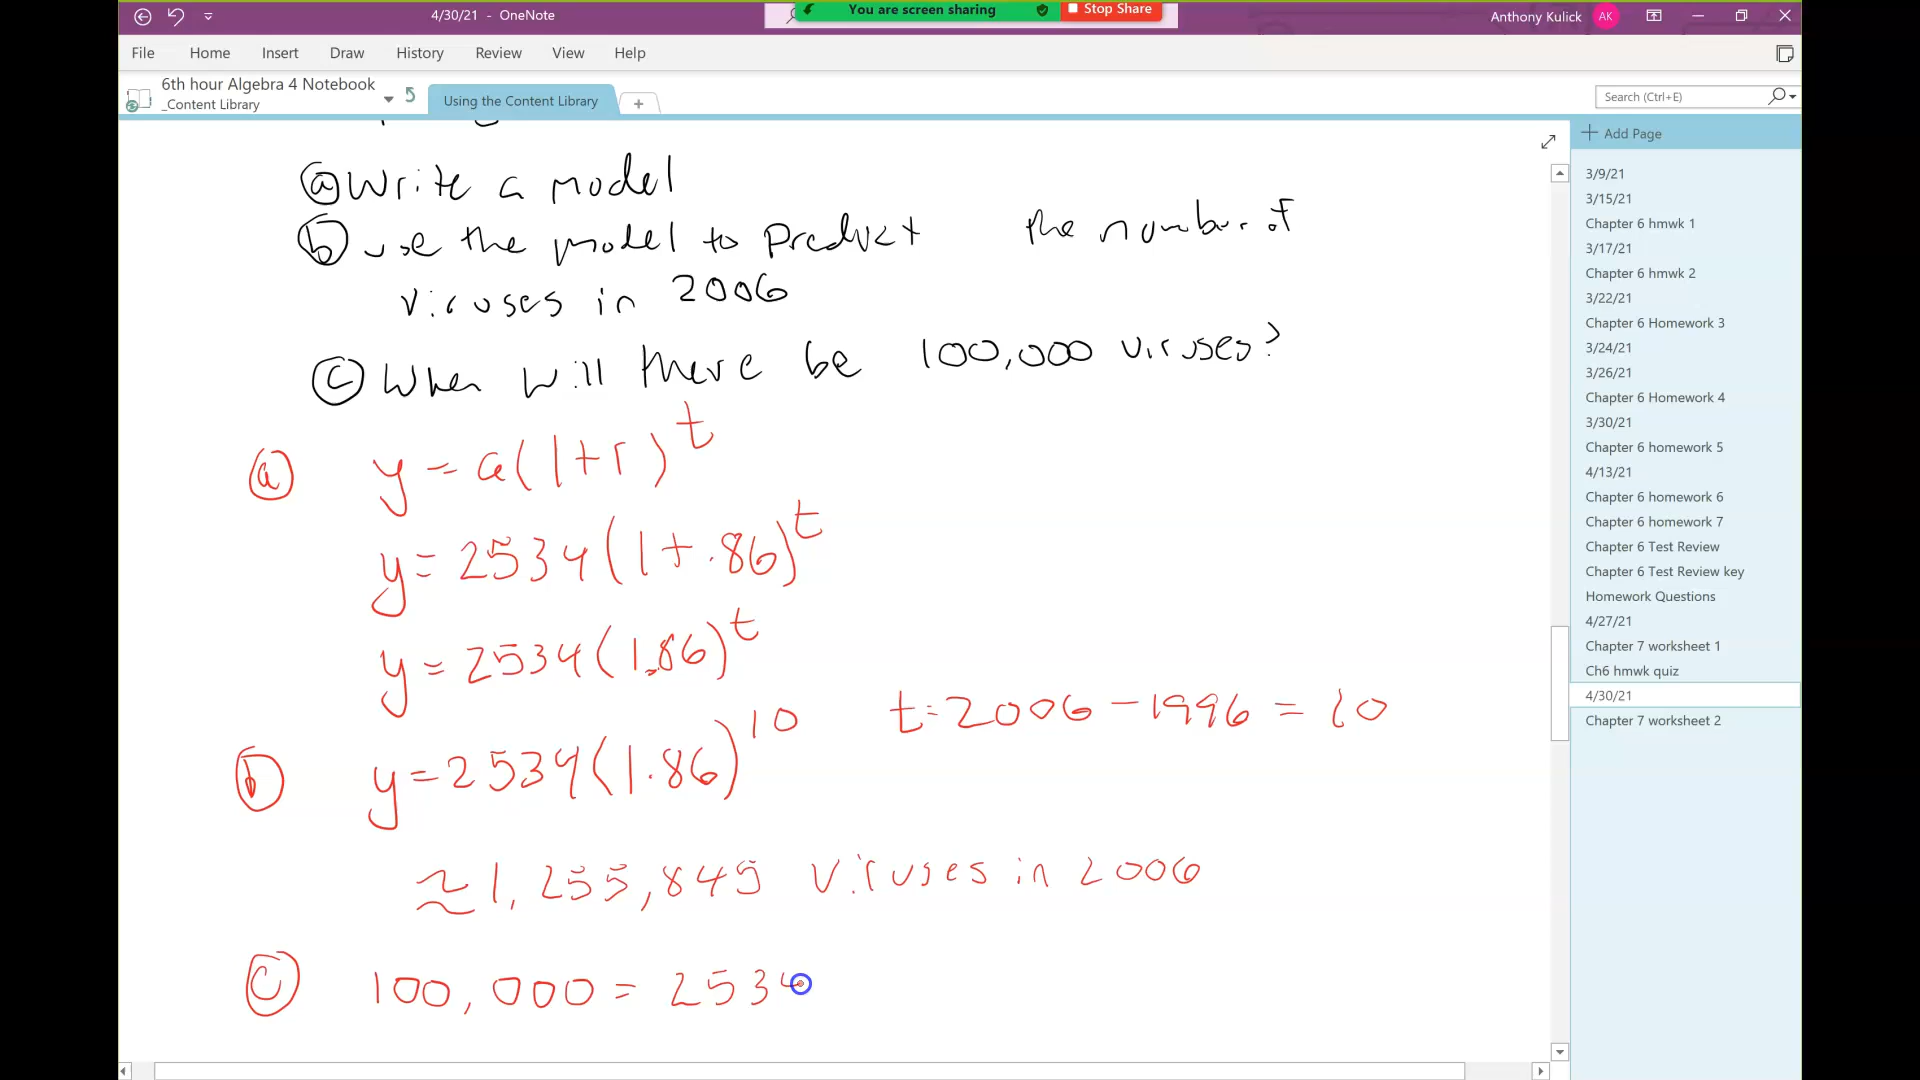 4/30/21 - OneNote
You are screen sharing
Stop Share
Anthony Kulick
AK
File Home Insert Draw History Review View Help
6th hour Algebra 4 Notebook
_Content Library
Using the Content Library
Search (Ctrl+E)
Add Page
3/9/21
3/15/21
Chapter 6 hmwk 1
3/17/21
Chapter 6 hmwk 2
3/22/21
Chapter 6 Homework 3
3/24/21
3/26/21
Chapter 6 Homework 4
3/30/21
Chapter 6 homework 5
4/13/21
Chapter 6 homework 6
Chapter 6 homework 7
Chapter 6 Test Review
Chapter 6 Test Review key
Homework Questions
4/27/21
Chapter 7 worksheet 1
Ch6 hmwk quiz
4/30/21
Chapter 7 worksheet 2
ⓐ Write a model
ⓑ use the model to predict the number of
viruses in 2006
ⓒ When will there be 100,000 viruses?
ⓐ y = a(1+r)^t
y = 2534(1+.86)^t
y = 2534(1.86)^t
ⓑ y = 2534(1.86)^10 t = 2006 - 1996 = 10
≈ 1,255,845 viruses in 2006
ⓒ 100,000 = 2534